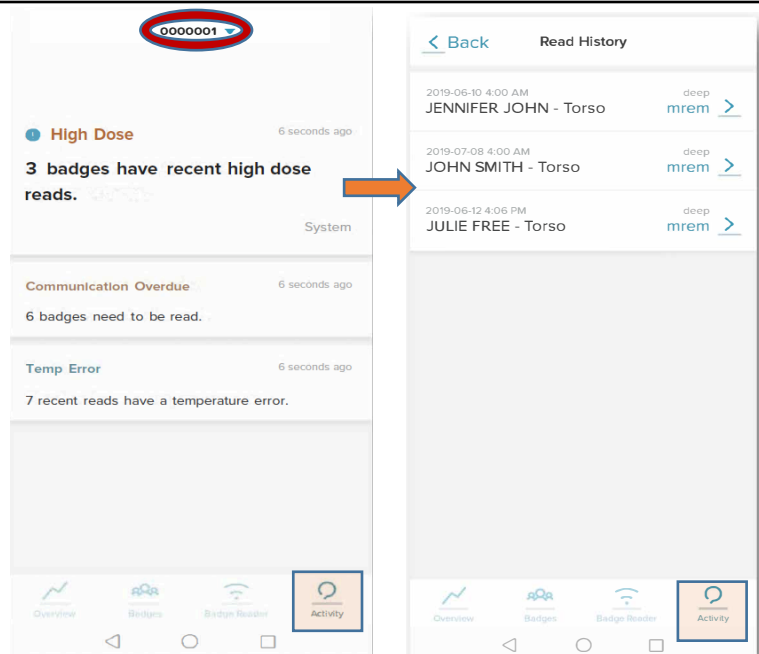 0000001
High Dose
6 seconds ago
3 badges have recent high dose
reads.
System
Communication Overdue
6 seconds ago
6 badges need to be read.
Temp Error
6 seconds ago
7 recent reads have a temperature error.
Overview
Badges
Badge Reader
Activity
Back
Read History
2019-06-10 4:00 AM
deep
JENNIFER JOHN - Torso
mrem
2019-07-08 4:00 AM
deep
JOHN SMITH - Torso
mrem
2019-06-12 4:06 PM
deep
JULIE FREE - Torso
mrem
Overview
Badges
Badge Reader
Activity